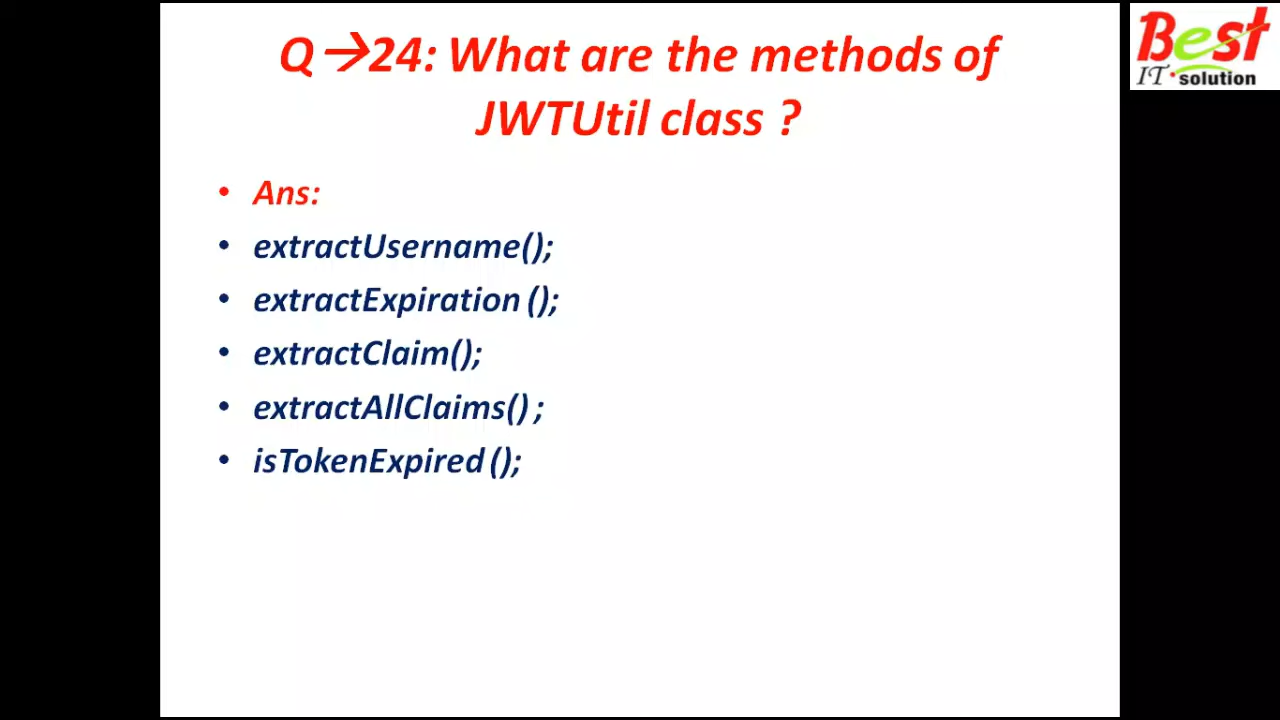 Q→24: What are the methods of
JWTUtil class ?
• Ans:
• extractUsername();
• extractExpiration ();
• extractClaim();
• extractAllClaims() ;
• isTokenExpired ();
Best
IT solution